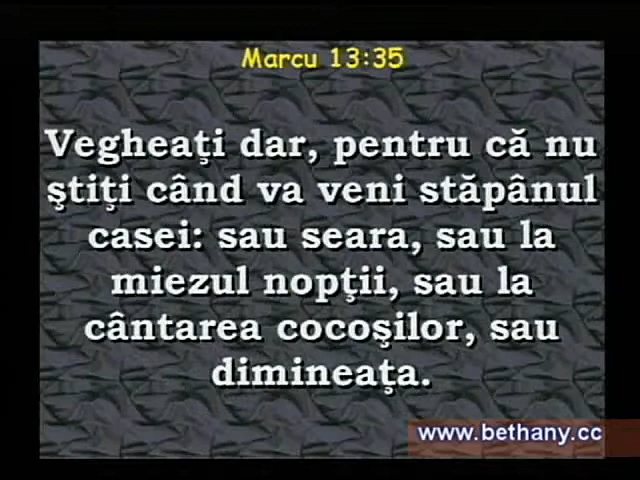 Marcu 13:35
Vegheaţi dar, pentru că nu
ştiţi când va veni stăpânul
casei: sau seara, sau la
miezul nopţii, sau la
cântarea cocoşilor, sau
dimineaţa.
www.bethany.cc